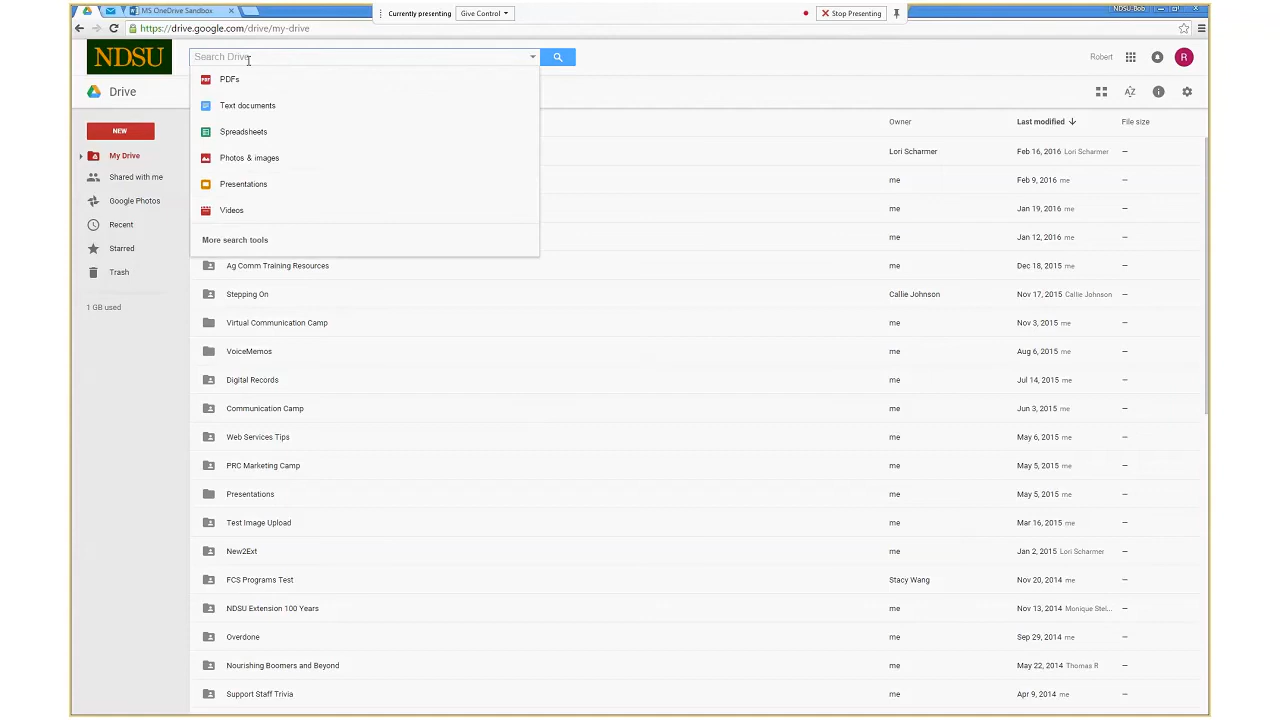 MS OneDrive Sandbox
Currently presenting
Give Control
Stop Presenting
NDSU-Bob
https://drive.google.com/drive/my-drive
NDSU
Search Drive
Robert
R
Drive
PDFs
Text documents
Spreadsheets
Photos & images
Presentations
Videos
More search tools
NEW
My Drive
Shared with me
Google Photos
Recent
Starred
Trash
1 GB used
Owner Last modified File size
Lori Scharmer Feb 16, 2016 Lori Scharmer —
me Feb 9, 2016 me —
me Jan 19, 2016 me —
me Jan 12, 2016 me —
Ag Comm Training Resources me Dec 18, 2015 me —
Stepping On Callie Johnson Nov 17, 2015 Callie Johnson —
Virtual Communication Camp me Nov 3, 2015 me —
VoiceMemos me Aug 6, 2015 me —
Digital Records me Jul 14, 2015 me —
Communication Camp me Jun 3, 2015 me —
Web Services Tips me May 6, 2015 me —
PRC Marketing Camp me May 5, 2015 me —
Presentations me May 5, 2015 me —
Test Image Upload me Mar 16, 2015 me —
New2Ext me Jan 2, 2015 Lori Scharmer —
FCS Programs Test Stacy Wang Nov 20, 2014 me —
NDSU Extension 100 Years me Nov 13, 2014 Monique Stel... —
Overdone me Sep 29, 2014 me —
Nourishing Boomers and Beyond me May 22, 2014 Thomas R —
Support Staff Trivia me Apr 9, 2014 me —